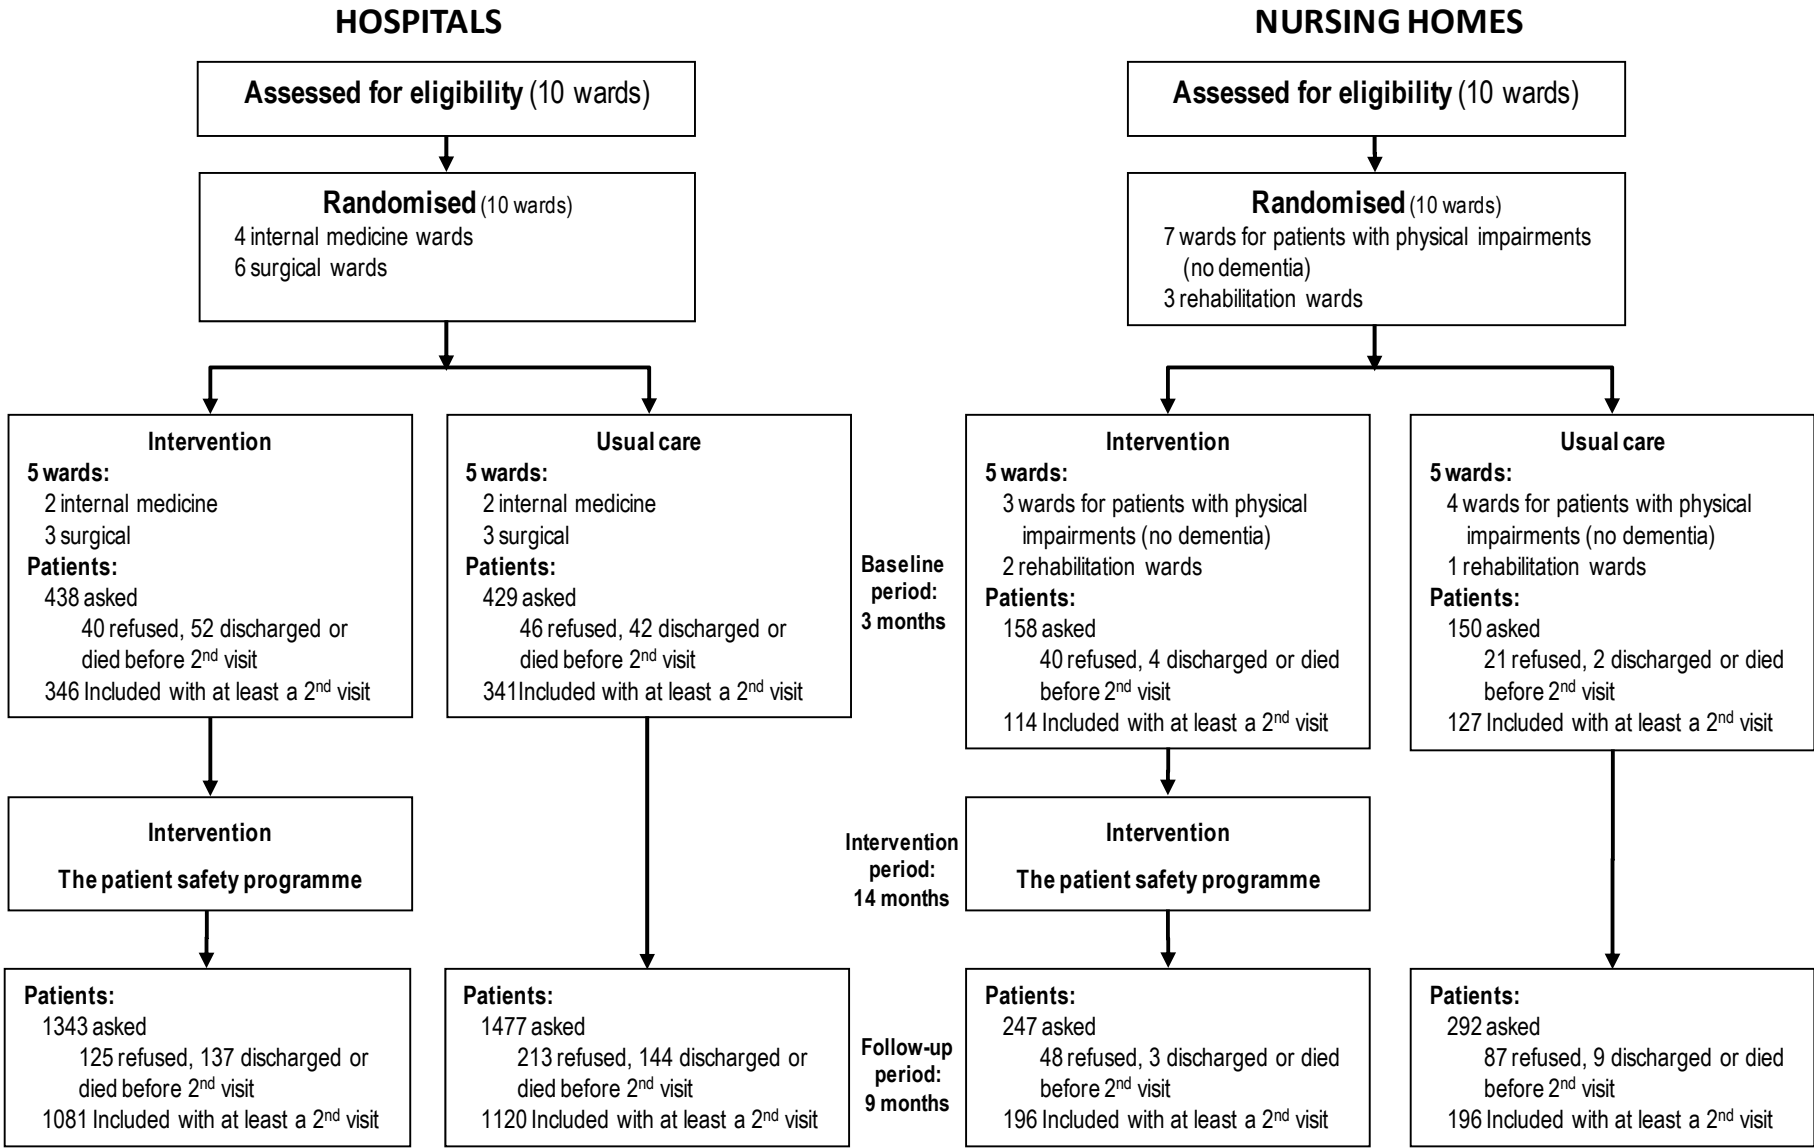 HOSPITALS
Assessed for eligibility (10 wards)
Randomised (10 wards)
4 internal medicine wards
6 surgical wards
Intervention
5 wards:
2 internal medicine
3 surgical
Patients:
438 asked
40 refused, 52 discharged or
died before 2nd visit
346 Included with at least a 2nd visit
Usual care
5 wards:
2 internal medicine
3 surgical
Patients:
429 asked
46 refused, 42 discharged or
died before 2nd visit
341Included with at least a 2nd visit
Intervention
The patient safety programme
Patients:
1343 asked
125 refused, 137 discharged or
died before 2nd visit
1081 Included with at least a 2nd visit
Patients:
1477 asked
213 refused, 144 discharged or
died before 2nd visit
1120 Included with at least a 2nd visit
Baseline
period:
3 months
Intervention
period:
14 months
Follow-up
period:
9 months
NURSING HOMES
Assessed for eligibility (10 wards)
Randomised (10 wards)
7 wards for patients with physical impairments
(no dementia)
3 rehabilitation wards
Intervention
5 wards:
3 wards for patients with physical
impairments (no dementia)
2 rehabilitation wards
Patients:
158 asked
40 refused, 4 discharged or died
before 2nd visit
114 Included with at least a 2nd visit
Usual care
5 wards:
4 wards for patients with physical
impairments (no dementia)
1 rehabilitation wards
Patients:
150 asked
21 refused, 2 discharged or died
before 2nd visit
127 Included with at least a 2nd visit
Intervention
The patient safety programme
Patients:
247 asked
48 refused, 3 discharged or died
before 2nd visit
196 Included with at least a 2nd visit
Patients:
292 asked
87 refused, 9 discharged or died
before 2nd visit
196 Included with at least a 2nd visit